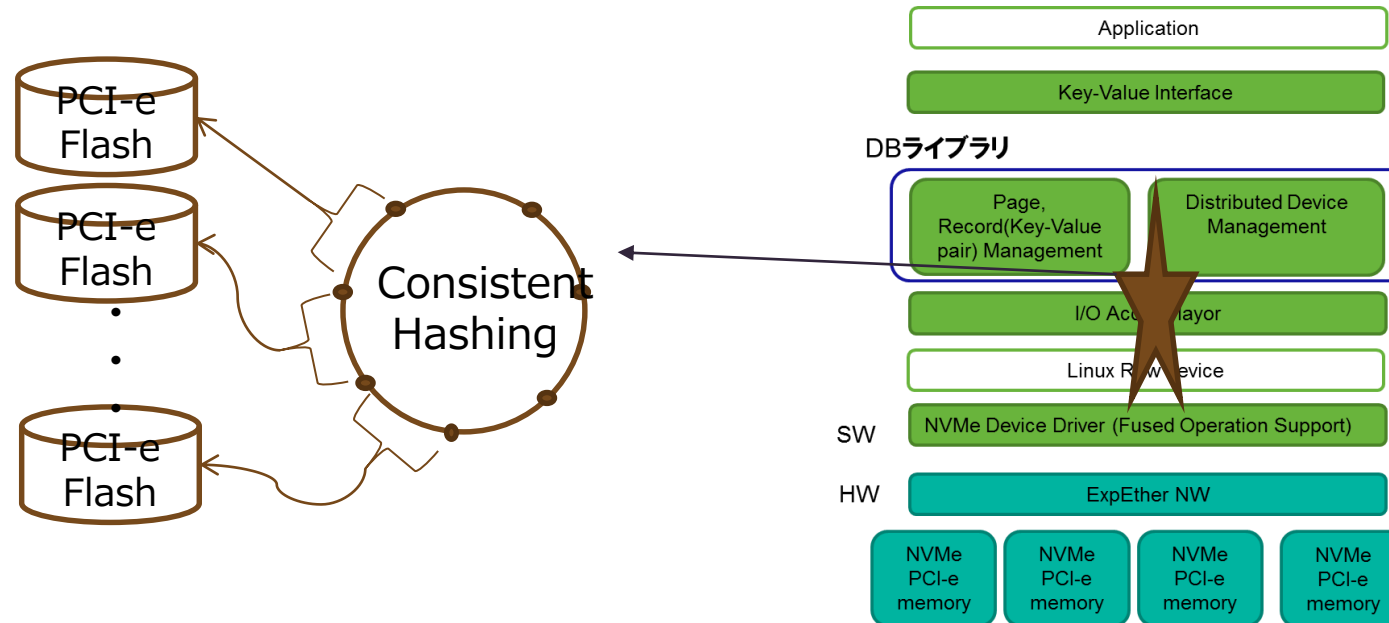 PCI-e
Flash
PCI-e
Flash
PCI-e
Flash
Consistent
Hashing
Application
Key-Value Interface
DBライブラリ
Page,
Record(Key-Value
pair) Management
Distributed Device
Management
I/O
ayor
Linux
evice
SW
NVMe Device Driver (Fused Operation Support)
HW
ExpEther NW
NVMe
PCI-e
memory
NVMe
PCI-e
memory
NVMe
PCI-e
memory
NVMe
PCI-e
memory